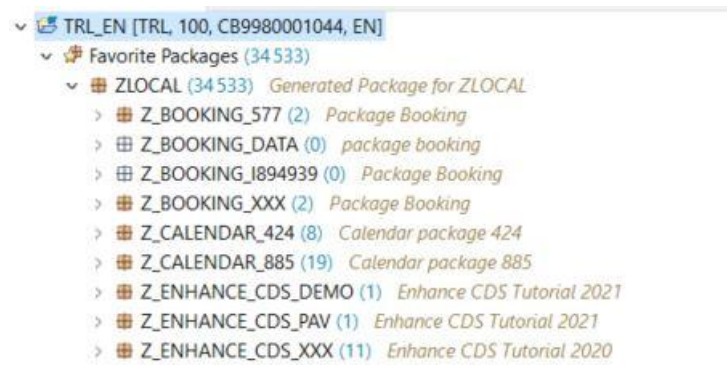 TRL_EN [TRL, 100, CB9980001044, EN]
Favorite Packages (34 533)
ZLOCAL (34 533) Generated Package for ZLOCAL
Z_BOOKING_577 (2) Package Booking
Z_BOOKING_DATA (0) package booking
Z_BOOKING_I894939 (0) Package Booking
Z_BOOKING_XXX (2) Package Booking
Z_CALENDAR_424 (8) Calendar package 424
Z_CALENDAR_885 (19) Calendar package 885
Z_ENHANCE_CDS_DEMO (1) Enhance CDS Tutorial 2021
Z_ENHANCE_CDS_PAV (1) Enhance CDS Tutorial 2021
Z_ENHANCE_CDS_XXX (11) Enhance CDS Tutorial 2020